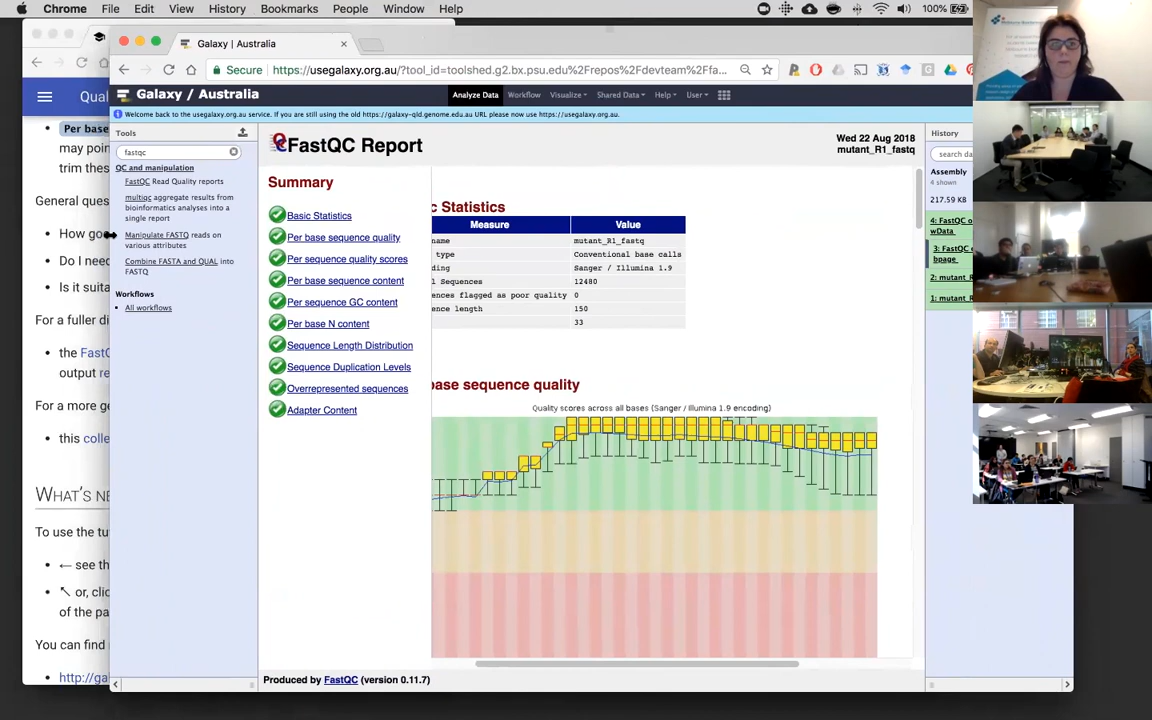 Chrome File Edit View History Bookmarks People Window Help 100%
Galaxy | Australia
Secure https://usegalaxy.org.au/?tool_id=toolshed.g2.bx.psu.edu%2Frepos%2Fdevteam%2Ffa...
Galaxy / Australia Analyze Data Workflow Visualize Shared Data Help User
Welcome back to the usegalaxy.org.au service. If you are still using the old https://galaxy-qld.genome.edu.au URL please now use https://usegalaxy.org.au.
Qual
Per base
may poin
trim thes
General ques
How go
Do I need
Is it suita
For a fuller di
the FastC
output re
For a more ge
this colle
WHAT'S NE
To use the tu
← see th
↖ or, clic
of the pa
You can find
http://ga
Tools
fastqc
QC and manipulation
FastQC Read Quality reports
multiqc aggregate results from
bioinformatics analyses into a
single report
Manipulate FASTQ reads on
various attributes
Combine FASTA and QUAL into
FASTQ
Workflows
All workflows
FastQC Report
Wed 22 Aug 2018
mutant_R1_fastq
Summary
Basic Statistics
Per base sequence quality
Per sequence quality scores
Per base sequence content
Per sequence GC content
Per base N content
Sequence Length Distribution
Sequence Duplication Levels
Overrepresented sequences
Adapter Content
c Statistics
Measure Value
name mutant_R1_fastq
type Conventional base calls
ding Sanger / Illumina 1.9
l Sequences 12480
ences flagged as poor quality 0
ence length 150
33
base sequence quality
Quality scores across all bases (Sanger / Illumina 1.9 encoding)
Produced by FastQC (version 0.11.7)
History
search da
Assembly
4 shown
217.59 KB
4: FastQC o
wData
3: FastQC o
bpage
2: mutant_R
1: mutant_R